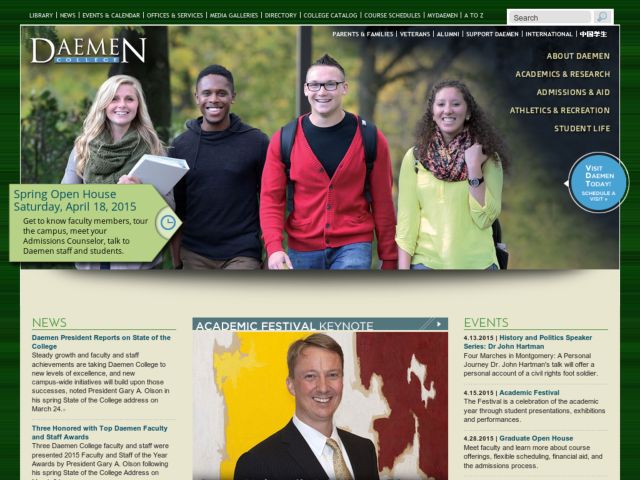 LIBRARY | NEWS | EVENTS & CALENDAR | OFFICES & SERVICES | MEDIA GALLERIES | DIRECTORY | COLLEGE CATALOG | COURSE SCHEDULES | MYDAEMEN | A TO Z
Search
PARENTS & FAMILIES | VETERANS | ALUMNI | SUPPORT DAEMEN | INTERNATIONAL | 中国学生
DAEMEN
COLLEGE
ABOUT DAEMEN
ACADEMICS & RESEARCH
ADMISSIONS & AID
ATHLETICS & RECREATION
STUDENT LIFE
VISIT
DAEMEN
TODAY!
SCHEDULE
A VISIT »
Spring Open House
Saturday, April 18, 2015
Get to know faculty members, tour
the campus, meet your
Admissions Counselor, talk to
Daemen staff and students.
NEWS
Daemen President Reports on State of the
College
Steady growth and faculty and staff
achievements are taking Daemen College to
new levels of excellence, and new
campus-wide initiatives will build upon those
successes, noted President Gary A. Olson in
his spring State of the College address on
March 24.
Three Honored with Top Daemen Faculty
and Staff Awards
Three Daemen College faculty and staff were
presented 2015 Faculty and Staff of the Year
Awards by President Gary A. Olson following
his spring State of the College Address on
ACADEMIC FESTIVAL KEYNOTE
EVENTS
4.13.2015 | History and Politics Speaker
Series: Dr John Hartman
Four Marches in Montgomery: A Personal
Journey Dr. John Hartman's talk will offer a
personal account of a civil rights foot soldier.
4.15.2015 | Academic Festival
The Festival is a celebration of the academic
year through student presentations, exhibitions
and performances.
4.28.2015 | Graduate Open House
Meet faculty and learn more about course
offerings, flexible scheduling, financial aid, and
the admissions process.